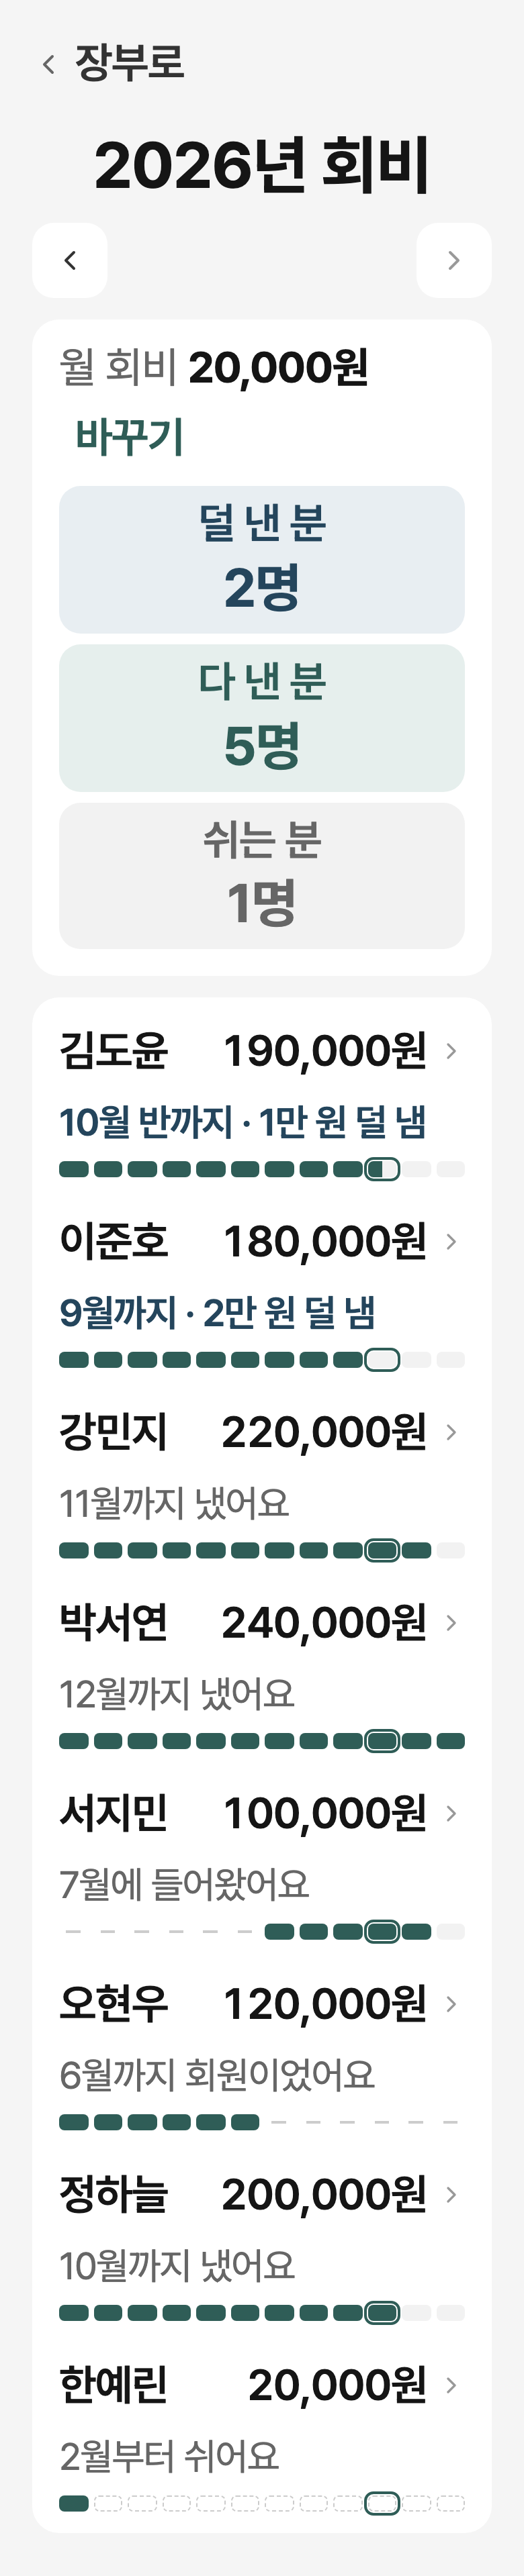 장부로
2026년 회비
월 회비 20,000원
바꾸기
덜 낸 분
2명
다 낸 분
5명
쉬는 분
1명
김도윤 190,000원
10월 반까지 · 1만 원 덜 냄
이준호 180,000원
9월까지 · 2만 원 덜 냄
강민지 220,000원
11월까지 냈어요
박서연 240,000원
12월까지 냈어요
서지민 100,000원
7월에 들어왔어요
오현우 120,000원
6월까지 회원이었어요
정하늘 200,000원
10월까지 냈어요
한예린 20,000원
2월부터 쉬어요